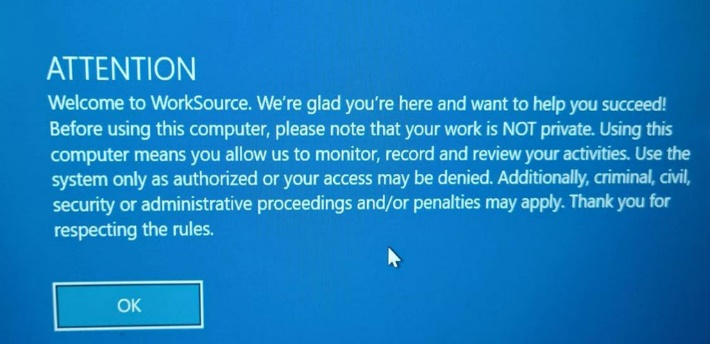 ATTENTION
Welcome to WorkSource. We're glad you're here and want to help you succeed!
Before using this computer, please note that your work is NOT private. Using this
computer means you allow us to monitor, record and review your activities. Use the
system only as authorized or your access may be denied. Additionally, criminal, civil,
security or administrative proceedings and/or penalties may apply. Thank you for
respecting the rules.
OK